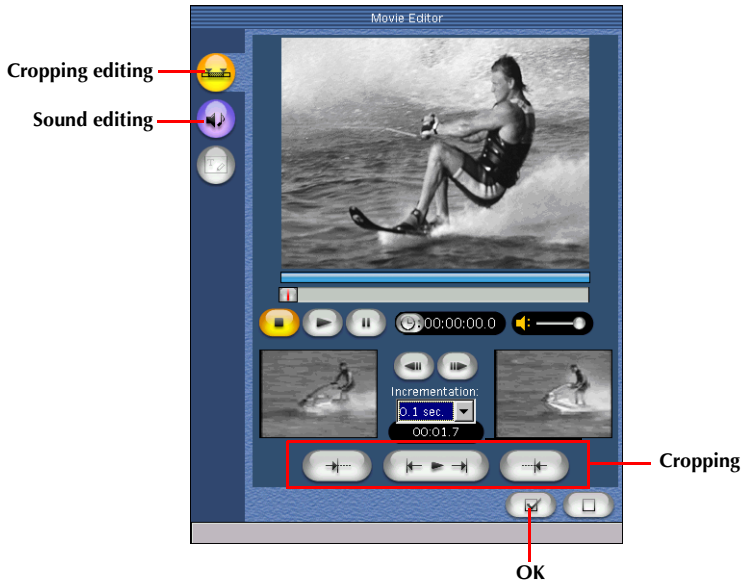 Movie Editor
Cropping editing
Sound editing
T
:00:00:00.0
Incrementation:
0.1 sec.
00:01.7
Cropping
OK